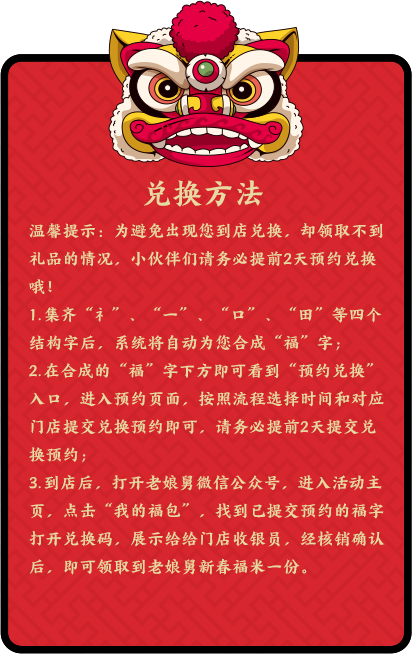 兑换方法
温馨提示：为避免出现您到店兑换，却领取不到
礼品的情况，小伙伴们请务必提前2天预约兑换
哦！
1.集齐“礻”、“一”、“口”、“田”等四个
结构字后，系统将自动为您合成“福”字；
2.在合成的“福”字下方即可看到“预约兑换”
入口，进入预约页面，按照流程选择时间和对应
门店提交兑换预约即可，请务必提前2天提交兑
换预约；
3.到店后，打开老娘舅微信公众号，进入活动主
页，点击“我的福包”，找到已提交预约的福字
打开兑换码，展示给给门店收银员，经核销确认
后，即可领取到老娘舅新春福米一份。